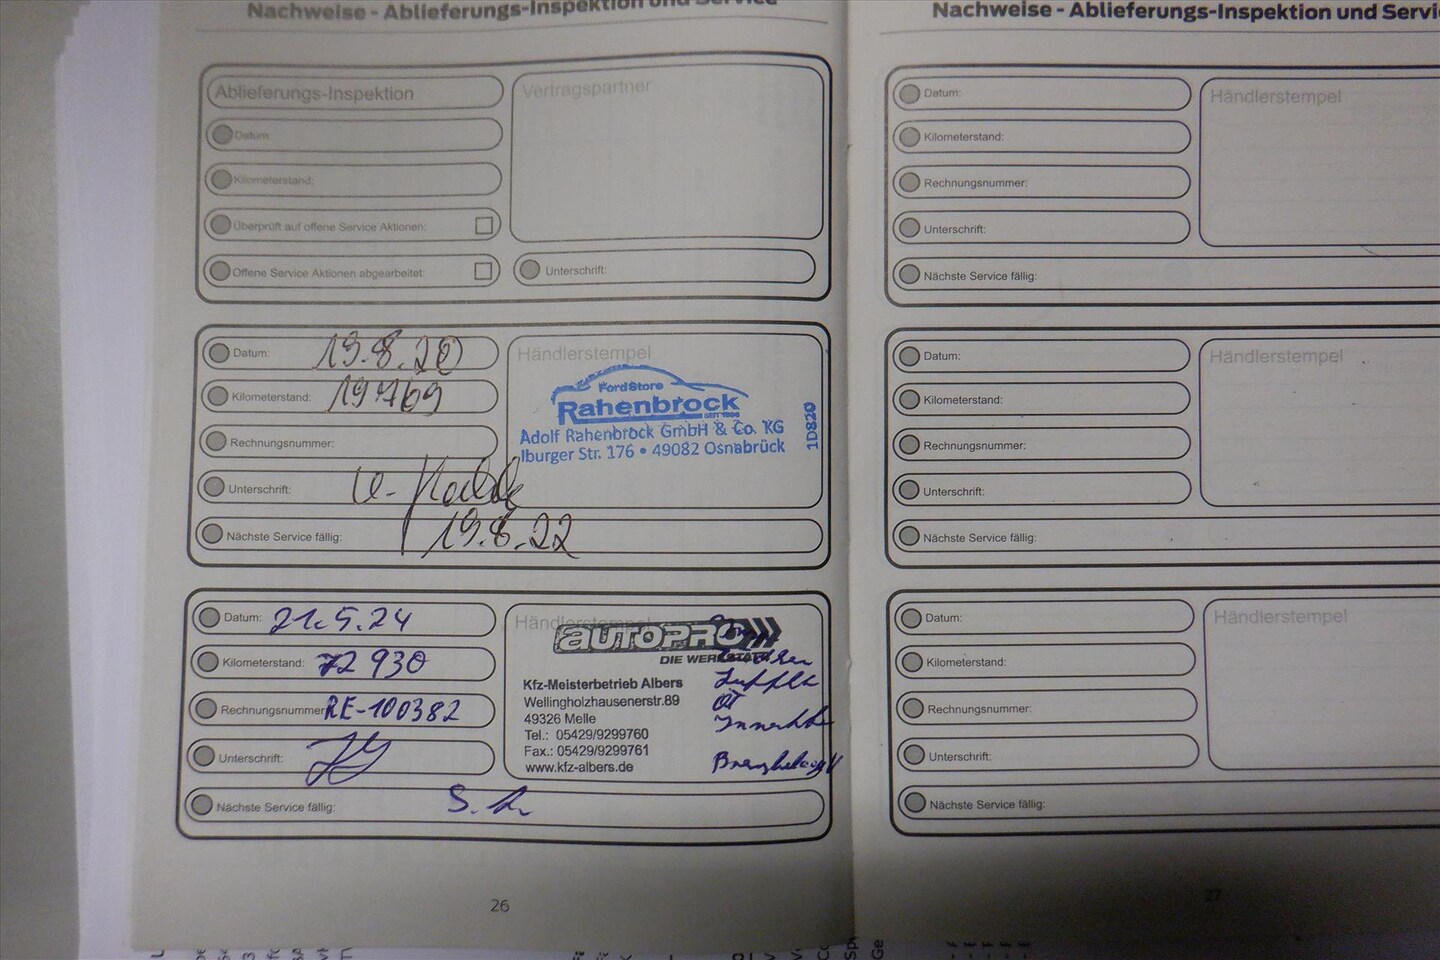 Nachweise - Ablieferungs-Inspektion und Service
Ablieferungs-Inspektion
Vertragspartner
Datum:
Kilometerstand:
Überprüft auf offene Service Aktionen:
Offene Service Aktionen abgearbeitet:
Unterschrift:
Datum: 19.8.20
Kilometerstand: 19769
Rechnungsnummer:
Unterschrift:
Nächste Service fällig: 19.8.22
Händlerstempel
FordStore
Rahenbrock
Adolf Rahenbrock GmbH & Co. KG
Iburger Str. 176 • 49082 Osnabrück
1D820
Datum: 21.5.24
Kilometerstand: 72930
Rechnungsnummer: RE-100382
Unterschrift:
Nächste Service fällig:
Händlerstempel
AUTOPRO
DIE WERKSTATT
Kfz-Meisterbetrieb Albers
Wellingholzhausenerstr.89
49326 Melle
Tel.: 05429/9299760
Fax.: 05429/9299761
www.kfz-albers.de
26
Nachweise - Ablieferungs-Inspektion und Servi
Datum:
Kilometerstand:
Rechnungsnummer:
Unterschrift:
Nächste Service fällig:
Händlerstempel
Datum:
Kilometerstand:
Rechnungsnummer:
Unterschrift:
Nächste Service fällig:
Händlerstempel
Datum:
Kilometerstand:
Rechnungsnummer:
Unterschrift:
Nächste Service fällig:
Händlerstempel
27